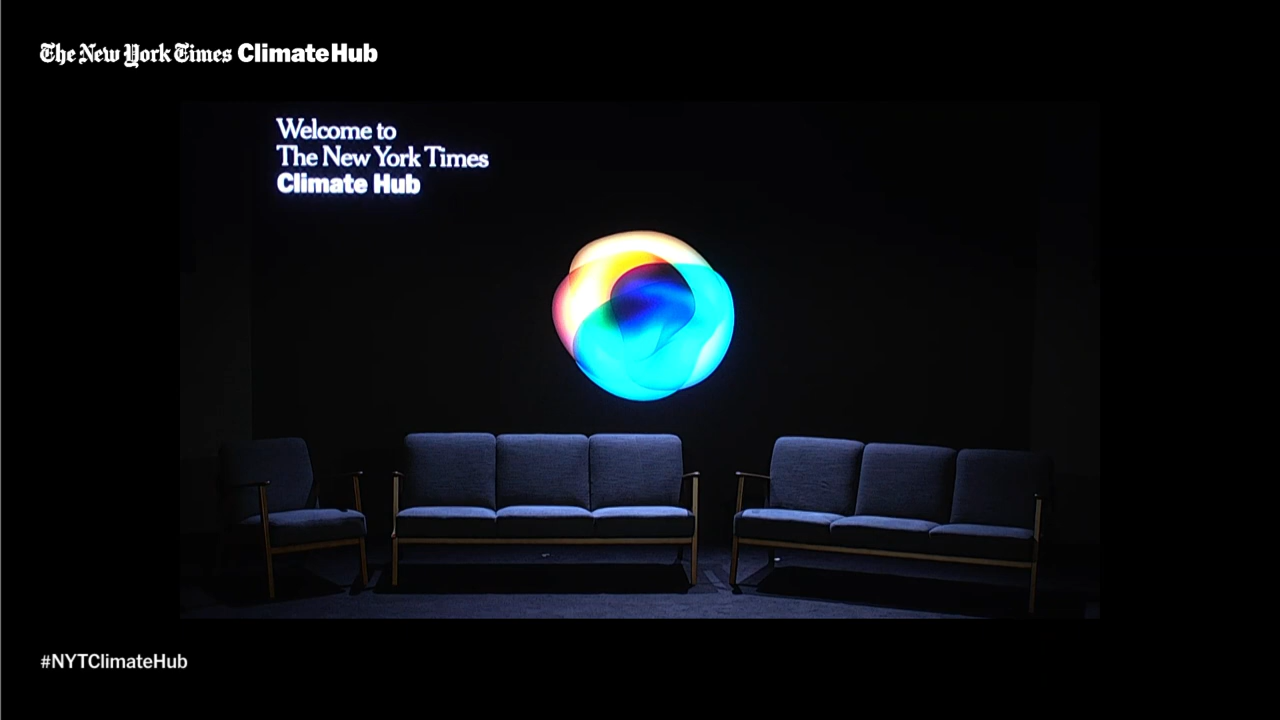 The New York Times Climate Hub
Welcome to
The New York Times
Climate Hub
#NYTClimateHub